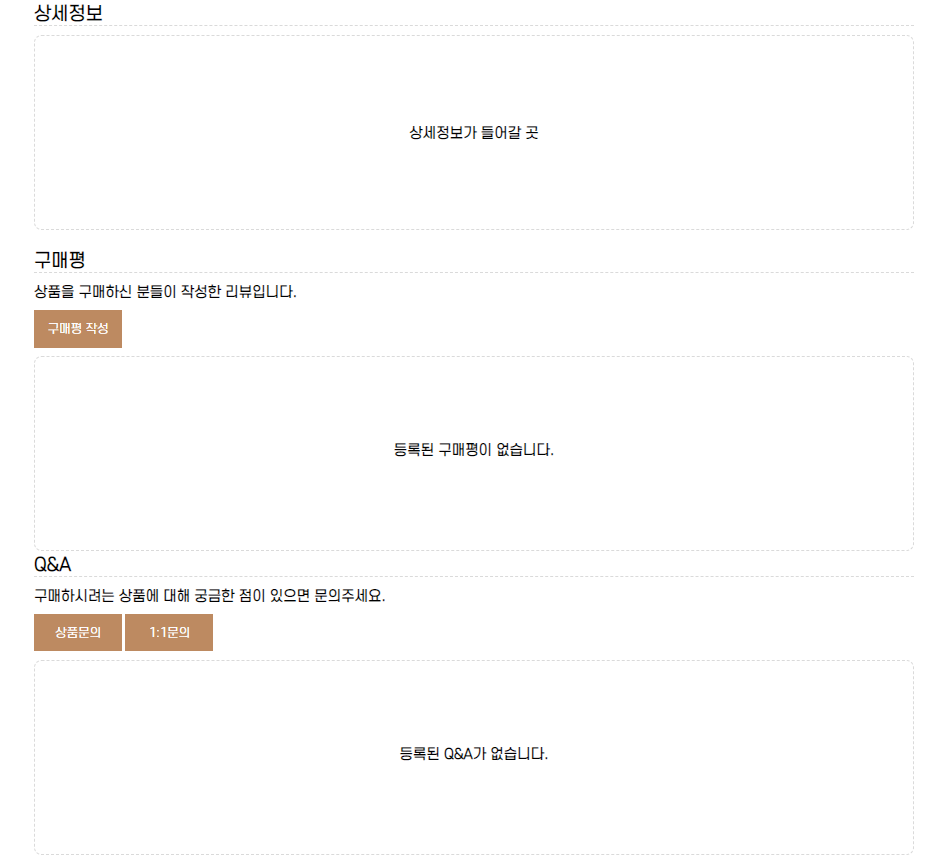 상세정보
상세정보가 들어갈 곳
구매평
상품을 구매하신 분들이 작성한 리뷰입니다.
구매평 작성
등록된 구매평이 없습니다.
Q&A
구매하시려는 상품에 대해 궁금한 점이 있으면 문의주세요.
상품문의 1:1문의
등록된 Q&A가 없습니다.